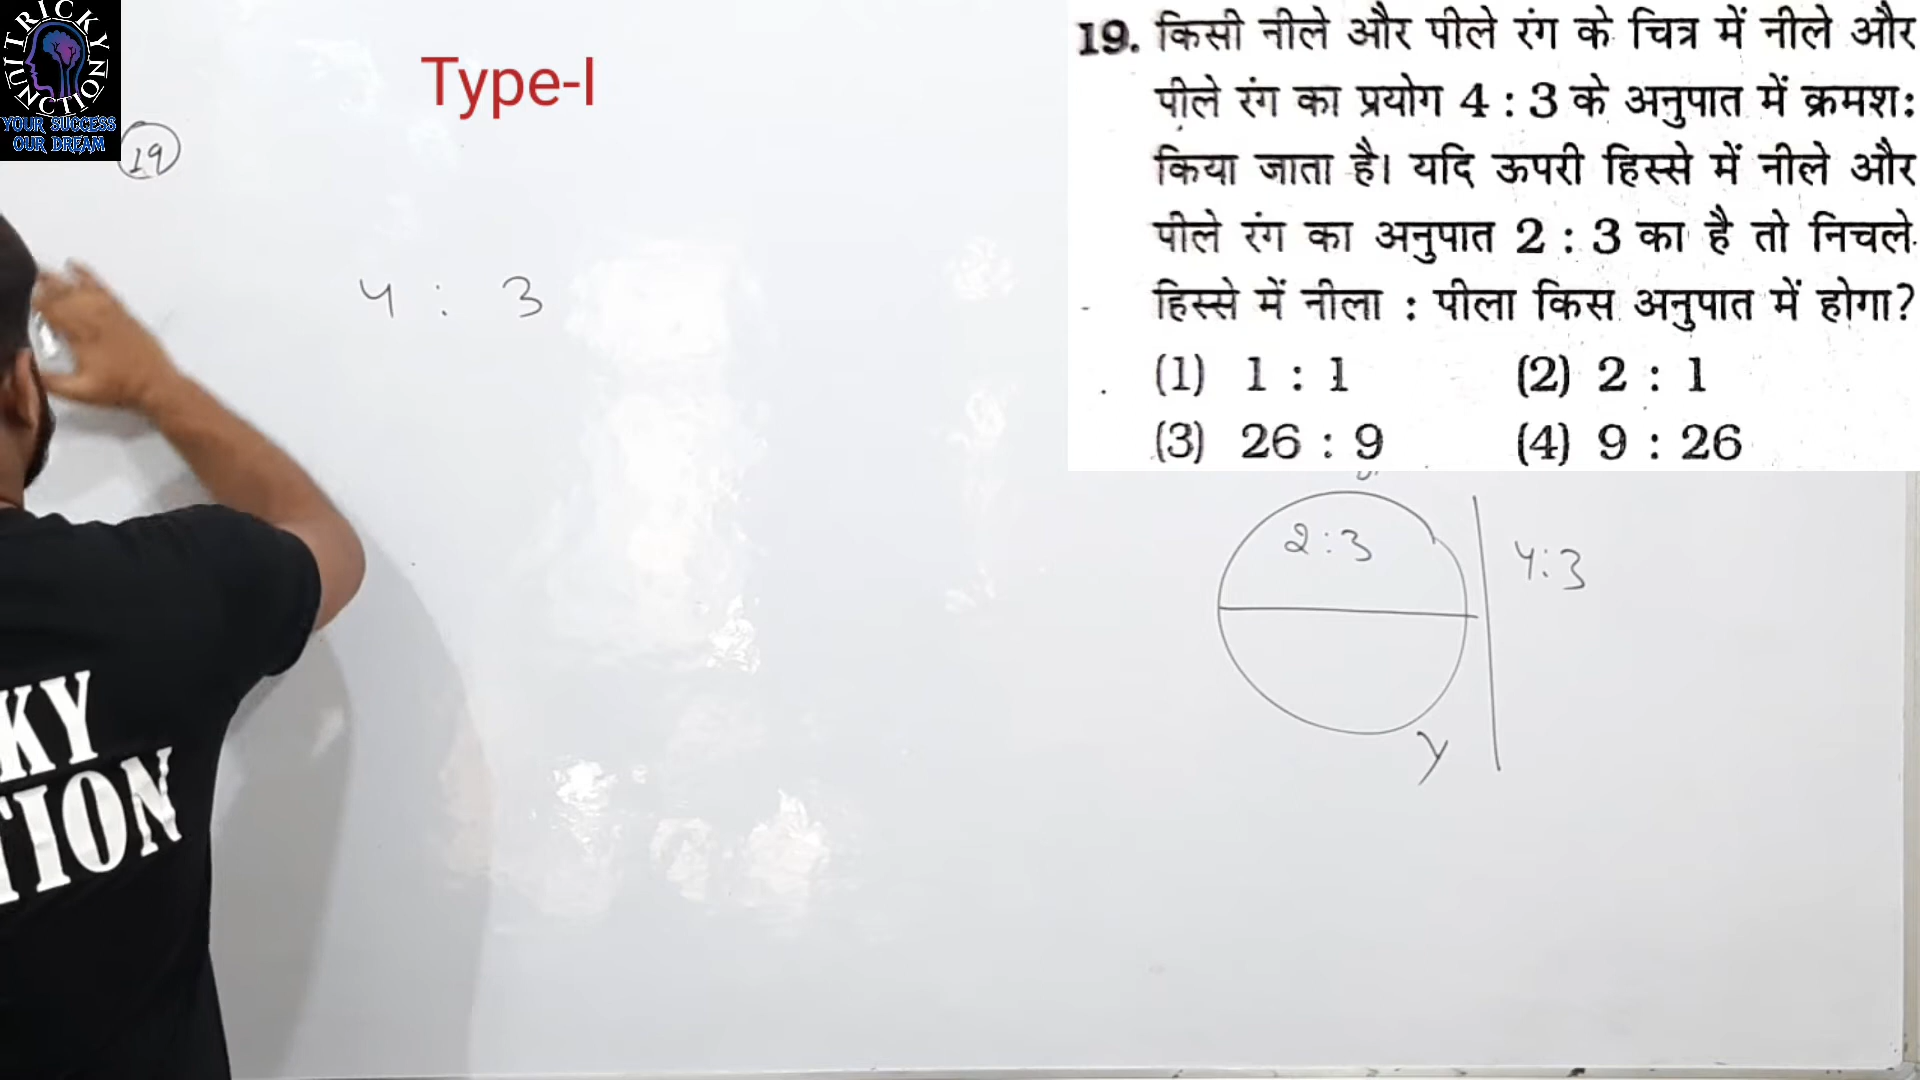 TRICKY
JUNCTION
YOUR SUCCESS
OUR DREAM
Type-I
19
4 : 3
19. किसी नीले और पीले रंग के चित्र में नीले और
पीले रंग का प्रयोग 4 : 3 के अनुपात में क्रमशः
किया जाता है। यदि ऊपरी हिस्से में नीले और
पीले रंग का अनुपात 2 : 3 का है तो निचले
हिस्से में नीला : पीला किस अनुपात में होगा?
(1) 1 : 1 (2) 2 : 1
(3) 26 : 9 (4) 9 : 26
2:3
4:3
y
KY
TION